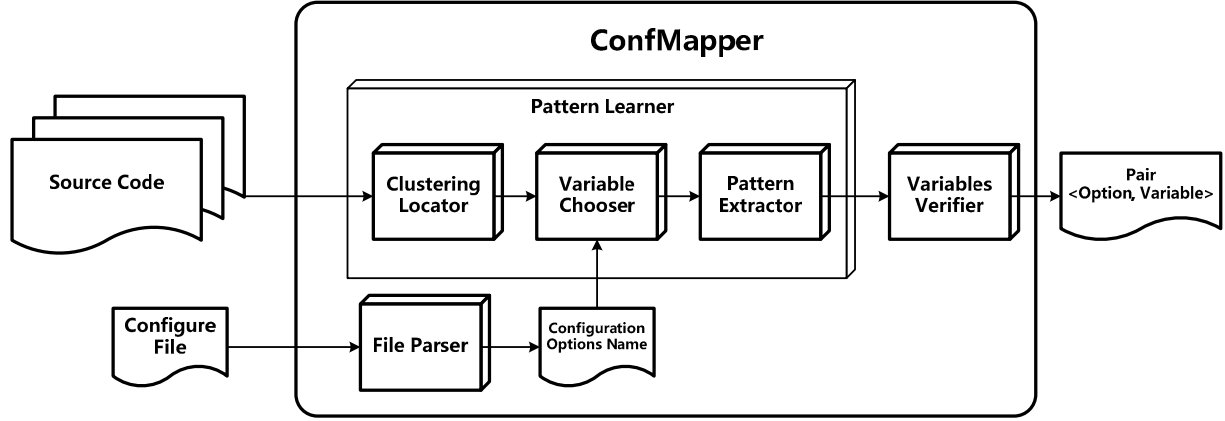 ConfMapper
Pattern Learner
Source Code
Clustering
Locator
Variable
Chooser
Pattern
Extractor
Variables
Verifier
Pair
<Option, Variable>
Configure
File
File Parser
Configuration
Options Name